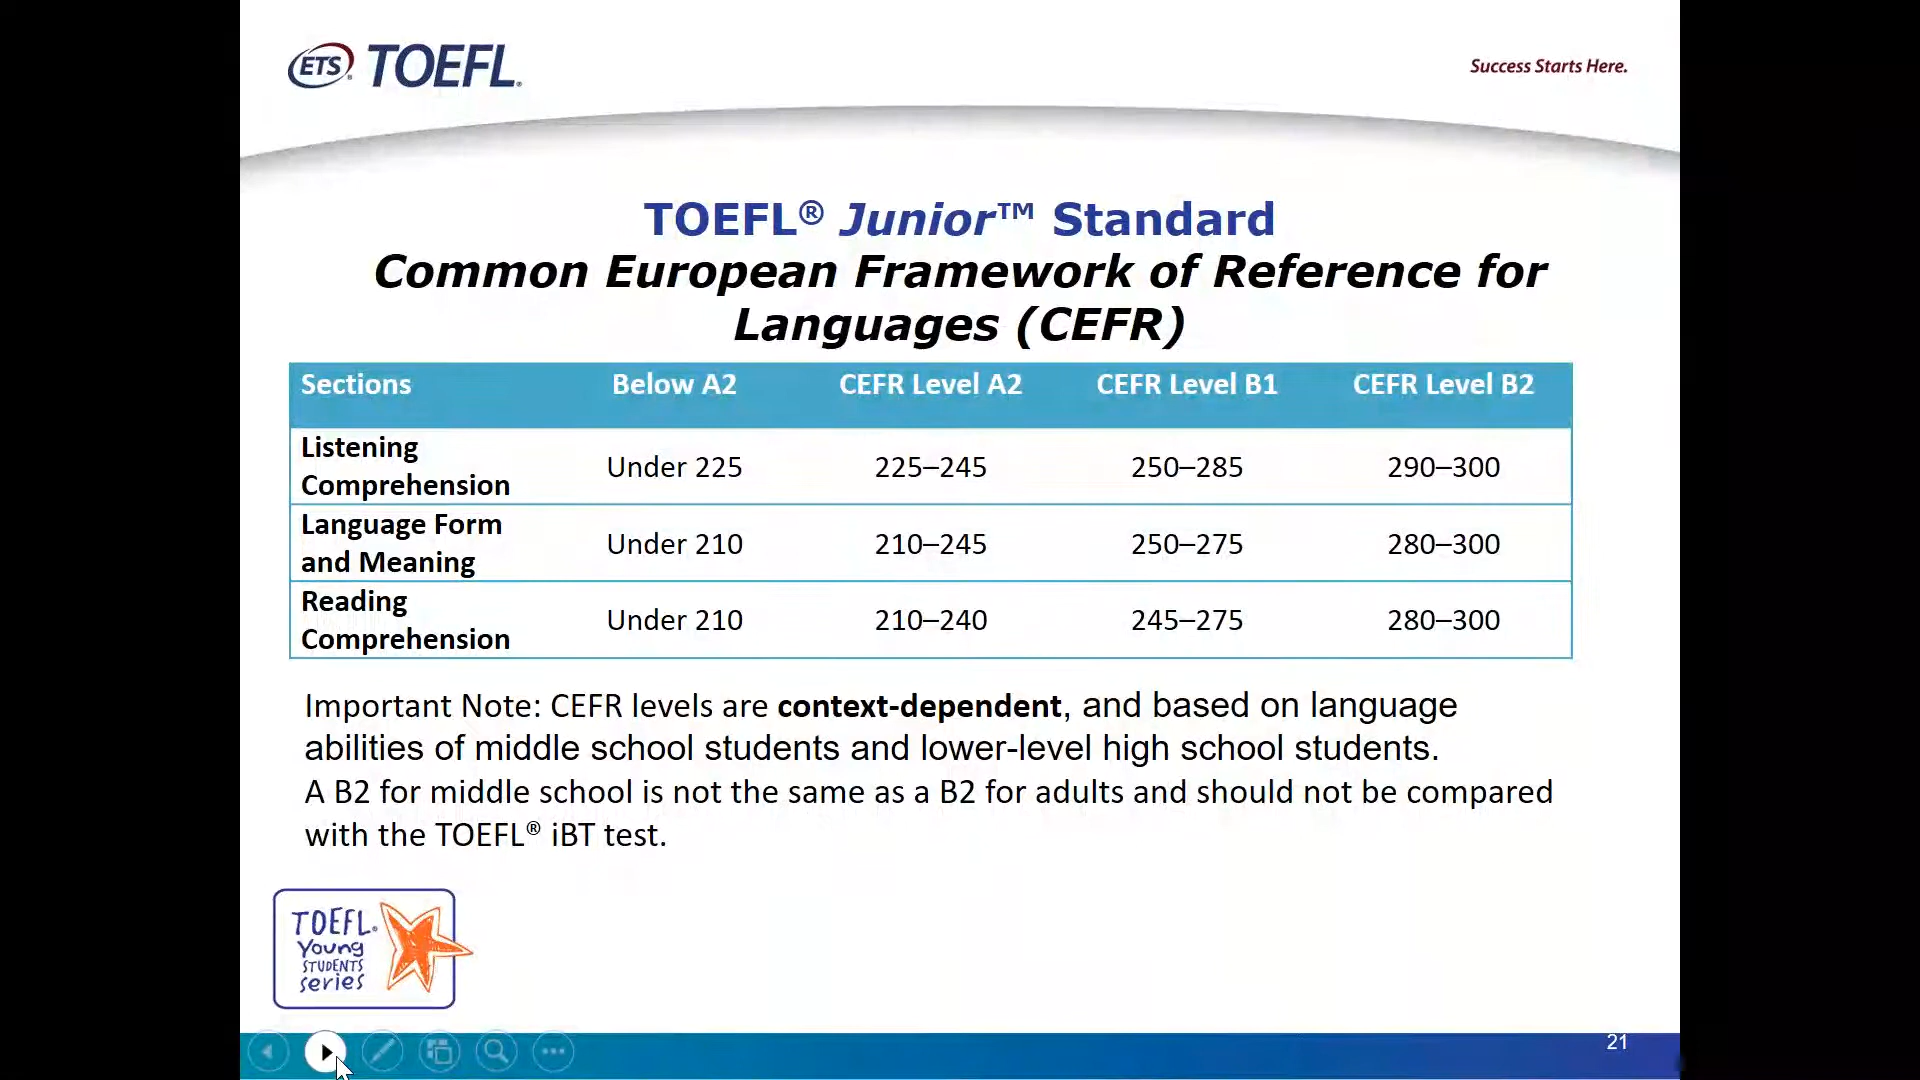 ETS® TOEFL®
Success Starts Here.
TOEFL® Junior™ Standard
Common European Framework of Reference for
Languages (CEFR)
Sections Below A2 CEFR Level A2 CEFR Level B1 CEFR Level B2
Listening
Comprehension Under 225 225–245 250–285 290–300
Language Form
and Meaning Under 210 210–245 250–275 280–300
Reading
Comprehension Under 210 210–240 245–275 280–300
Important Note: CEFR levels are context-dependent, and based on language
abilities of middle school students and lower-level high school students.
A B2 for middle school is not the same as a B2 for adults and should not be compared
with the TOEFL® iBT test.
TOEFL®
Young
STUDENTS
series
21